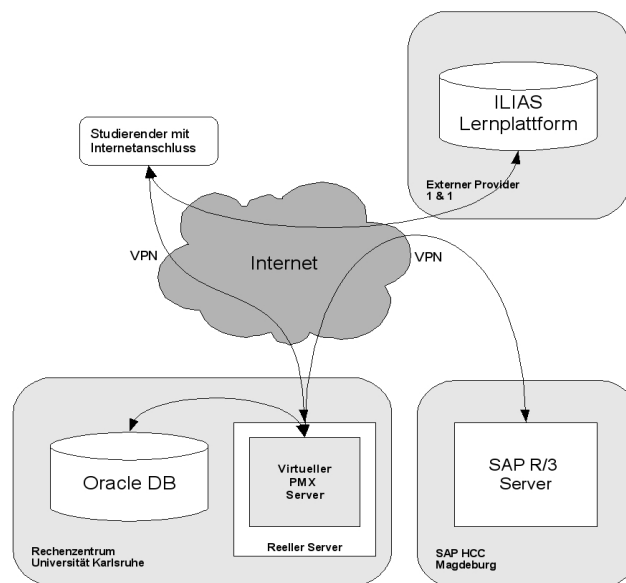 ILIAS
Lernplattform
Externer Provider
1 & 1
Studierender mit
Internetanschluss
VPN
Internet
VPN
Oracle DB
Virtueller
PMX
Server
Reeller Server
Rechenzentrum
Universität Karlsruhe
SAP R/3
Server
SAP HCC
Magdeburg